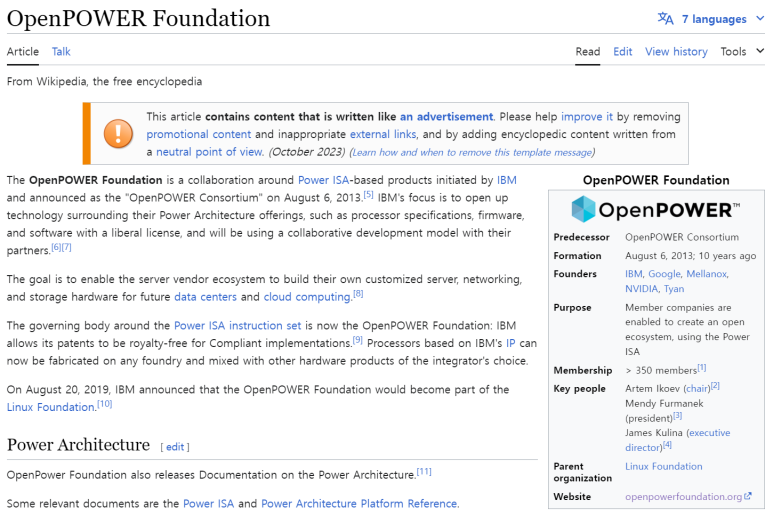 OpenPOWER Foundation
7 languages
Article Talk
Read Edit View history Tools
From Wikipedia, the free encyclopedia
This article contains content that is written like an advertisement. Please help improve it by removing
promotional content and inappropriate external links, and by adding encyclopedic content written from
a neutral point of view. (October 2023) (Learn how and when to remove this template message)
The OpenPOWER Foundation is a collaboration around Power ISA-based products initiated by IBM
and announced as the "OpenPOWER Consortium" on August 6, 2013.[5] IBM's focus is to open up
technology surrounding their Power Architecture offerings, such as processor specifications, firmware,
and software with a liberal license, and will be using a collaborative development model with their
partners.[6][7]
The goal is to enable the server vendor ecosystem to build their own customized server, networking,
and storage hardware for future data centers and cloud computing.[8]
The governing body around the Power ISA instruction set is now the OpenPOWER Foundation: IBM
allows its patents to be royalty-free for Compliant implementations.[9] Processors based on IBM's IP can
now be fabricated on any foundry and mixed with other hardware products of the integrator's choice.
On August 20, 2019, IBM announced that the OpenPOWER Foundation would become part of the
Linux Foundation.[10]
Power Architecture [ edit ]
OpenPower Foundation also releases Documentation on the Power Architecture.[11]
Some relevant documents are the Power ISA and Power Architecture Platform Reference.
OpenPOWER Foundation
OpenPOWER™
Predecessor OpenPOWER Consortium
Formation August 6, 2013; 10 years ago
Founders IBM, Google, Mellanox,
NVIDIA, Tyan
Purpose Member companies are
enabled to create an open
ecosystem, using the Power
ISA
Membership > 350 members[1]
Key people Artem Ikoev (chair)[2]
Mendy Furmanek
(president)[3]
James Kulina (executive
director)[4]
Parent
organization Linux Foundation
Website openpowerfoundation.org